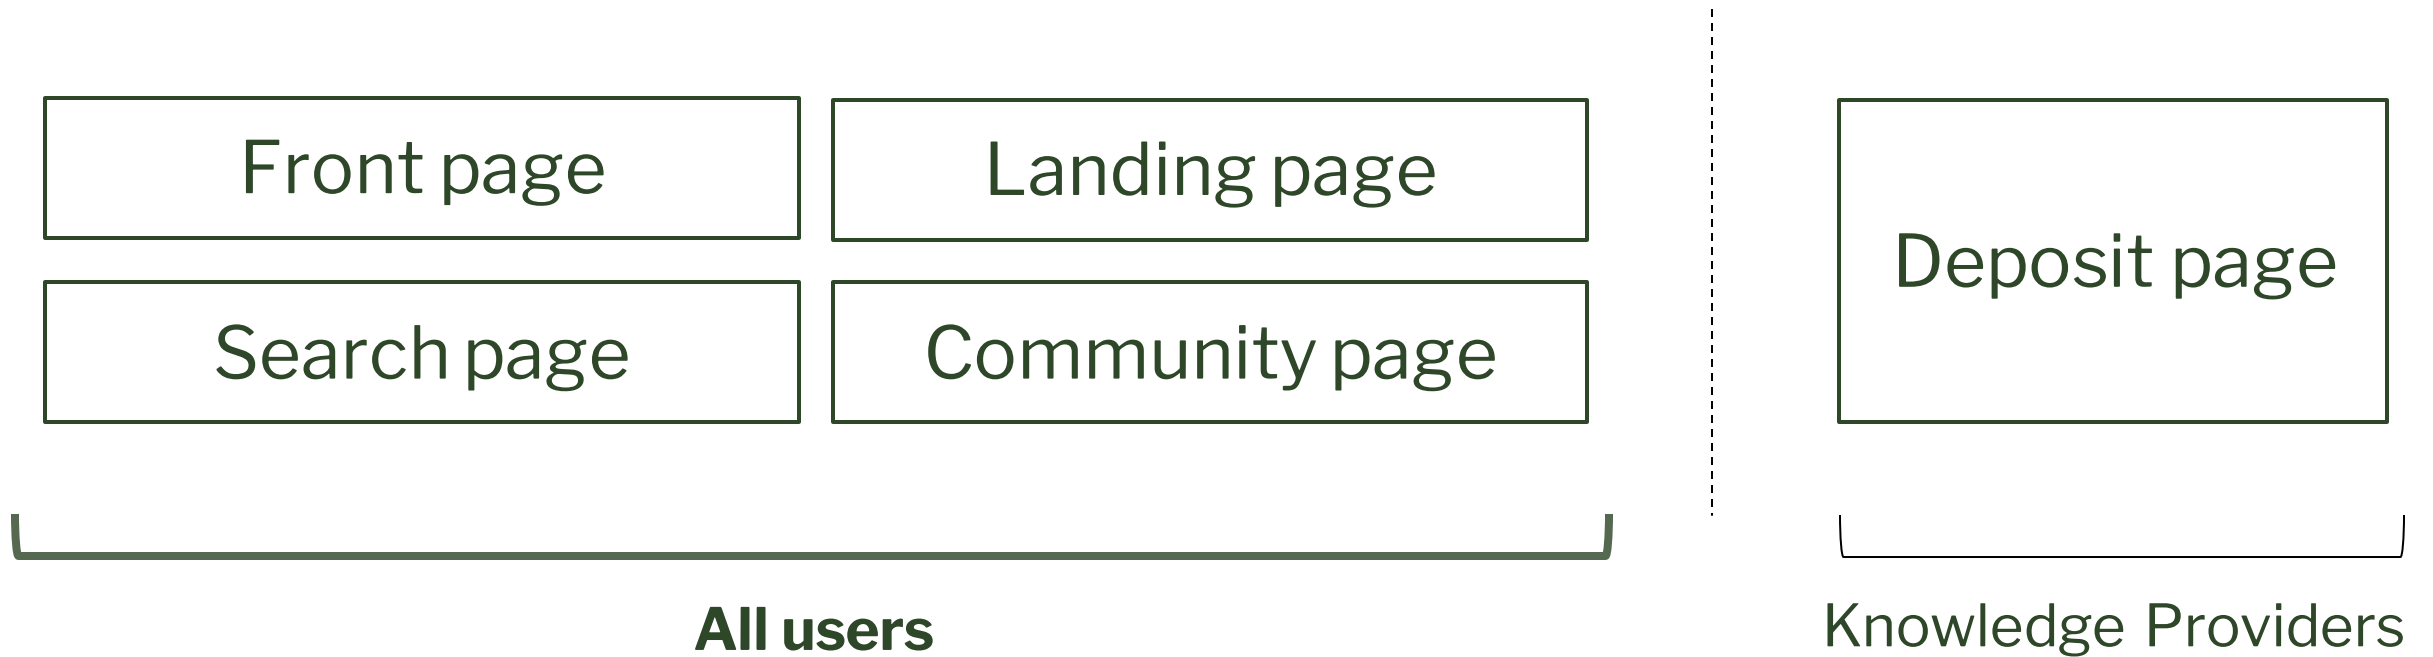 Front page
Landing page
Search page
Community page
Deposit page
All users
Knowledge Providers